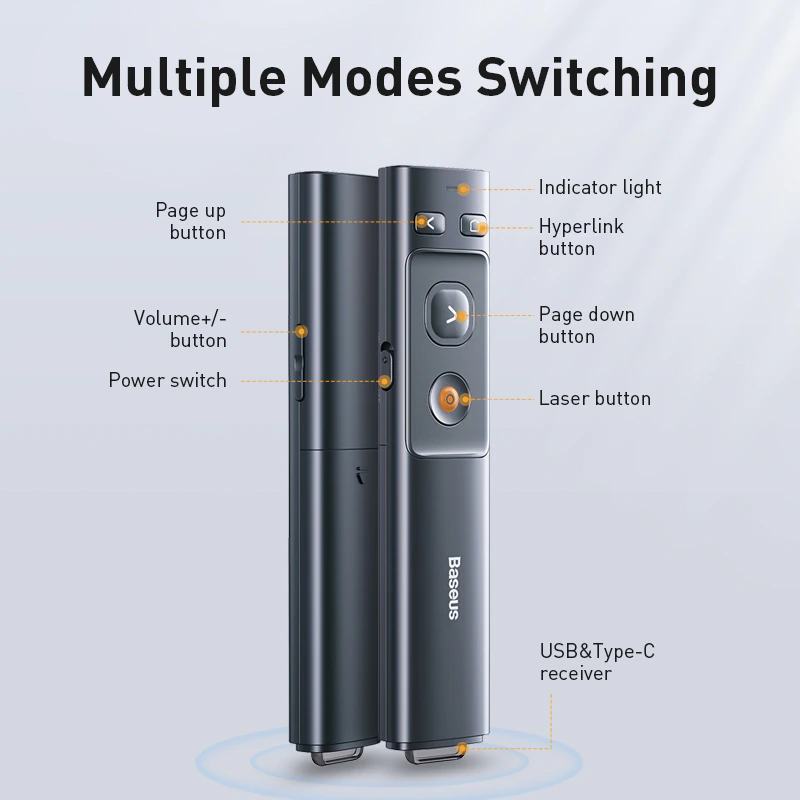 Multiple Modes Switching
Page up
button
Volume+/-
button
Power switch
Indicator light
Hyperlink
button
Page down
button
Laser button
Baseus
USB&Type-C
receiver